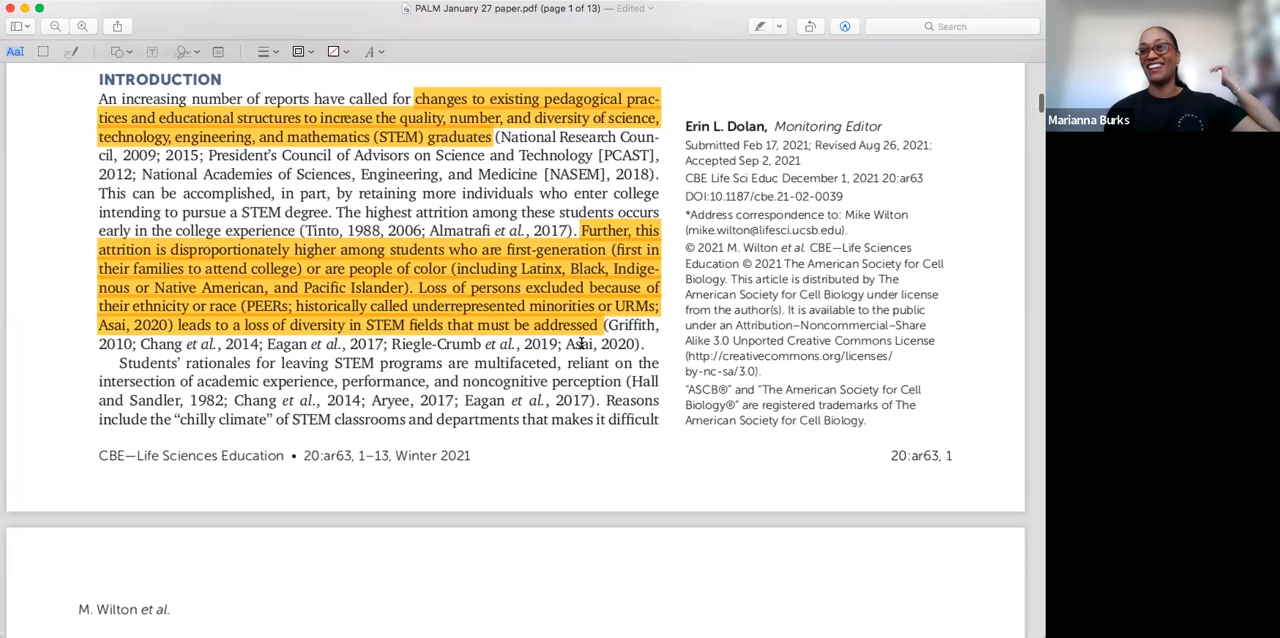 PALM January 27 paper.pdf (page 1 of 13) — Edited
Search
AaI
INTRODUCTION
An increasing number of reports have called for changes to existing pedagogical prac-
tices and educational structures to increase the quality, number, and diversity of science,
technology, engineering, and mathematics (STEM) graduates (National Research Coun-
cil, 2009; 2015; President’s Council of Advisors on Science and Technology [PCAST],
2012; National Academies of Sciences, Engineering, and Medicine [NASEM], 2018).
This can be accomplished, in part, by retaining more individuals who enter college
intending to pursue a STEM degree. The highest attrition among these students occurs
early in the college experience (Tinto, 1988, 2006; Almatrafi et al., 2017). Further, this
attrition is disproportionately higher among students who are first-generation (first in
their families to attend college) or are people of color (including Latinx, Black, Indige-
nous or Native American, and Pacific Islander). Loss of persons excluded because of
their ethnicity or race (PEERs; historically called underrepresented minorities or URMs;
Asai, 2020) leads to a loss of diversity in STEM fields that must be addressed (Griffith,
2010; Chang et al., 2014; Eagan et al., 2017; Riegle-Crumb et al., 2019; Asai, 2020).
Students’ rationales for leaving STEM programs are multifaceted, reliant on the
intersection of academic experience, performance, and noncognitive perception (Hall
and Sandler, 1982; Chang et al., 2014; Aryee, 2017; Eagan et al., 2017). Reasons
include the “chilly climate” of STEM classrooms and departments that makes it difficult
Erin L. Dolan, Monitoring Editor
Submitted Feb 17, 2021; Revised Aug 26, 2021;
Accepted Sep 2, 2021
CBE Life Sci Educ December 1, 2021 20:ar63
DOI:10.1187/cbe.21-02-0039
*Address correspondence to: Mike Wilton
(mike.wilton@lifesci.ucsb.edu).
© 2021 M. Wilton et al. CBE—Life Sciences
Education © 2021 The American Society for Cell
Biology. This article is distributed by The
American Society for Cell Biology under license
from the author(s). It is available to the public
under an Attribution–Noncommercial–Share
Alike 3.0 Unported Creative Commons License
(http://creativecommons.org/licenses/
by-nc-sa/3.0).
“ASCB®” and “The American Society for Cell
Biology®” are registered trademarks of The
American Society for Cell Biology.
CBE—Life Sciences Education • 20:ar63, 1–13, Winter 2021
20:ar63, 1
M. Wilton et al.
Marianna Burks